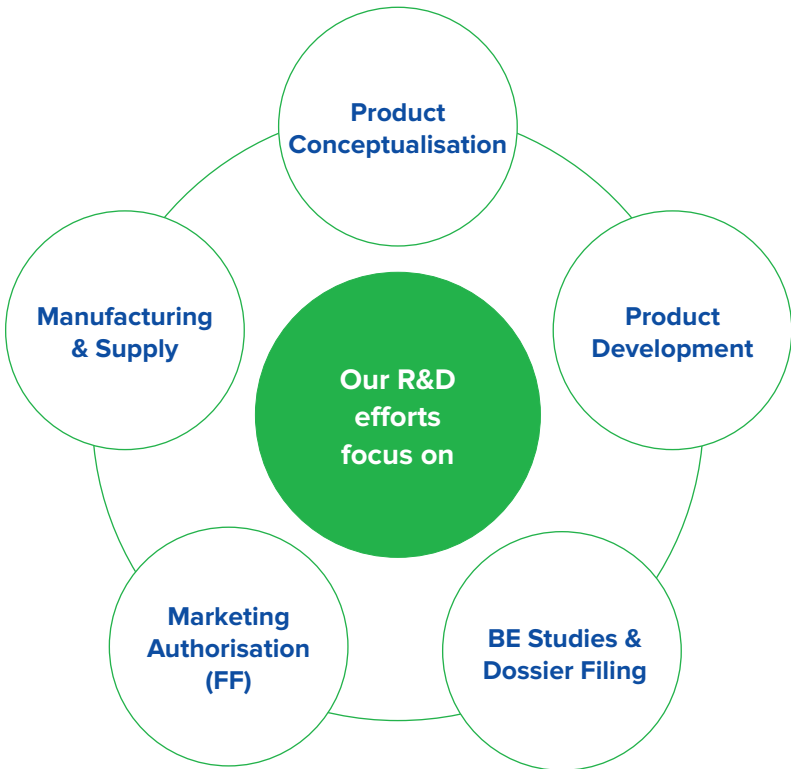 Product
Conceptualisation
Product
Development
BE Studies &
Dossier Filing
Marketing
Authorisation
(FF)
Manufacturing
& Supply
Our R&D
efforts
focus on